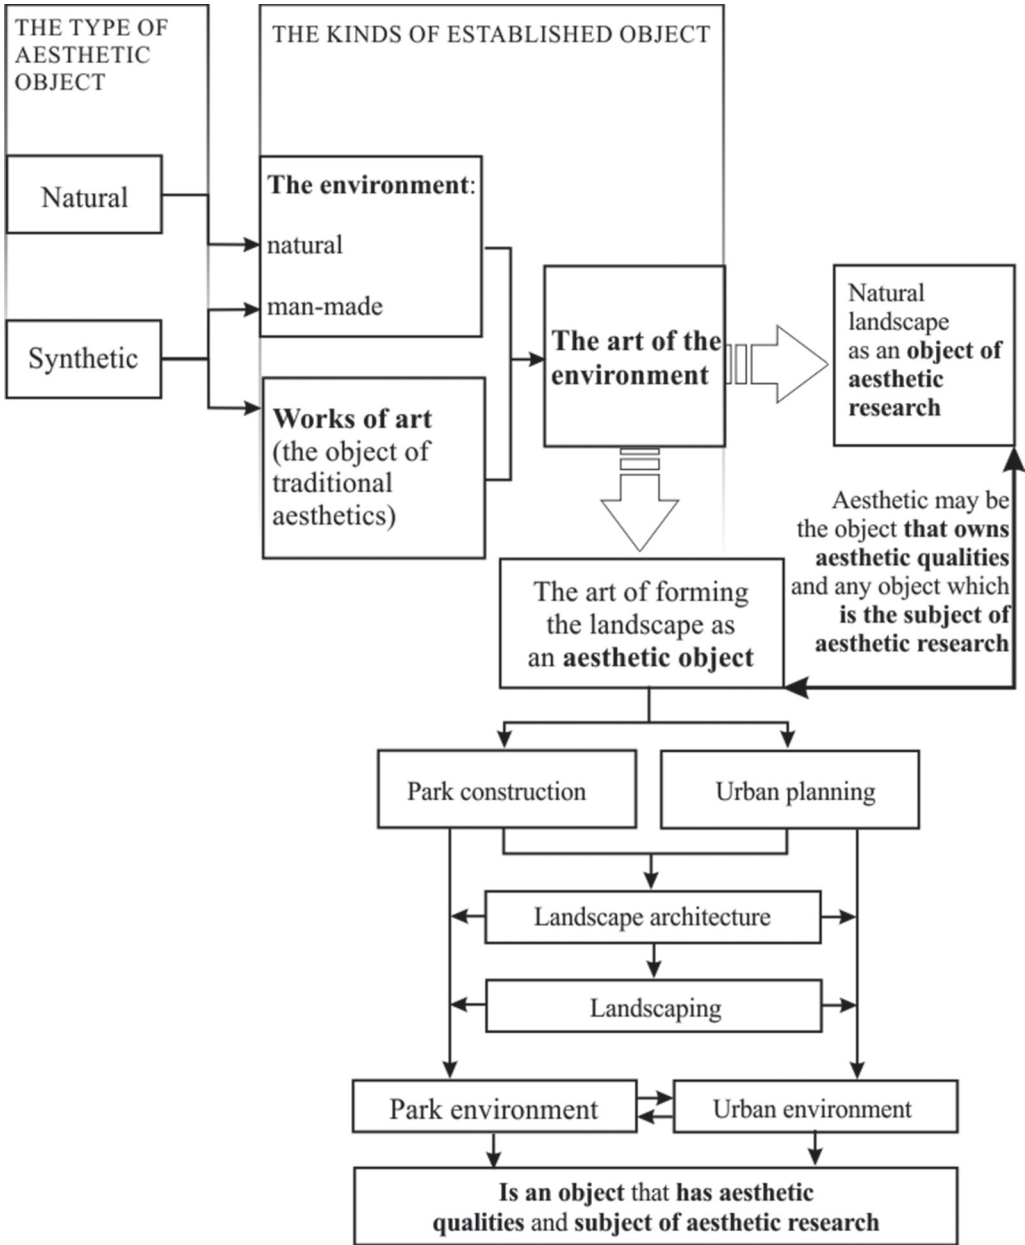 THE TYPE OF
AESTHETIC
OBJECT
THE KINDS OF ESTABLISHED OBJECT
Natural
Synthetic
The environment:
natural
man-made
Works of art
(the object of
traditional
aesthetics)
The art of the
environment
Natural
landscape
as an object of
aesthetic
research
Aesthetic may be
the object that owns
aesthetic qualities
and any object which
is the subject of
aesthetic research
The art of forming
the landscape as
an aesthetic object
Park construction
Urban planning
Landscape architecture
Landscaping
Park environment
Urban environment
Is an object that has aesthetic
qualities and subject of aesthetic research